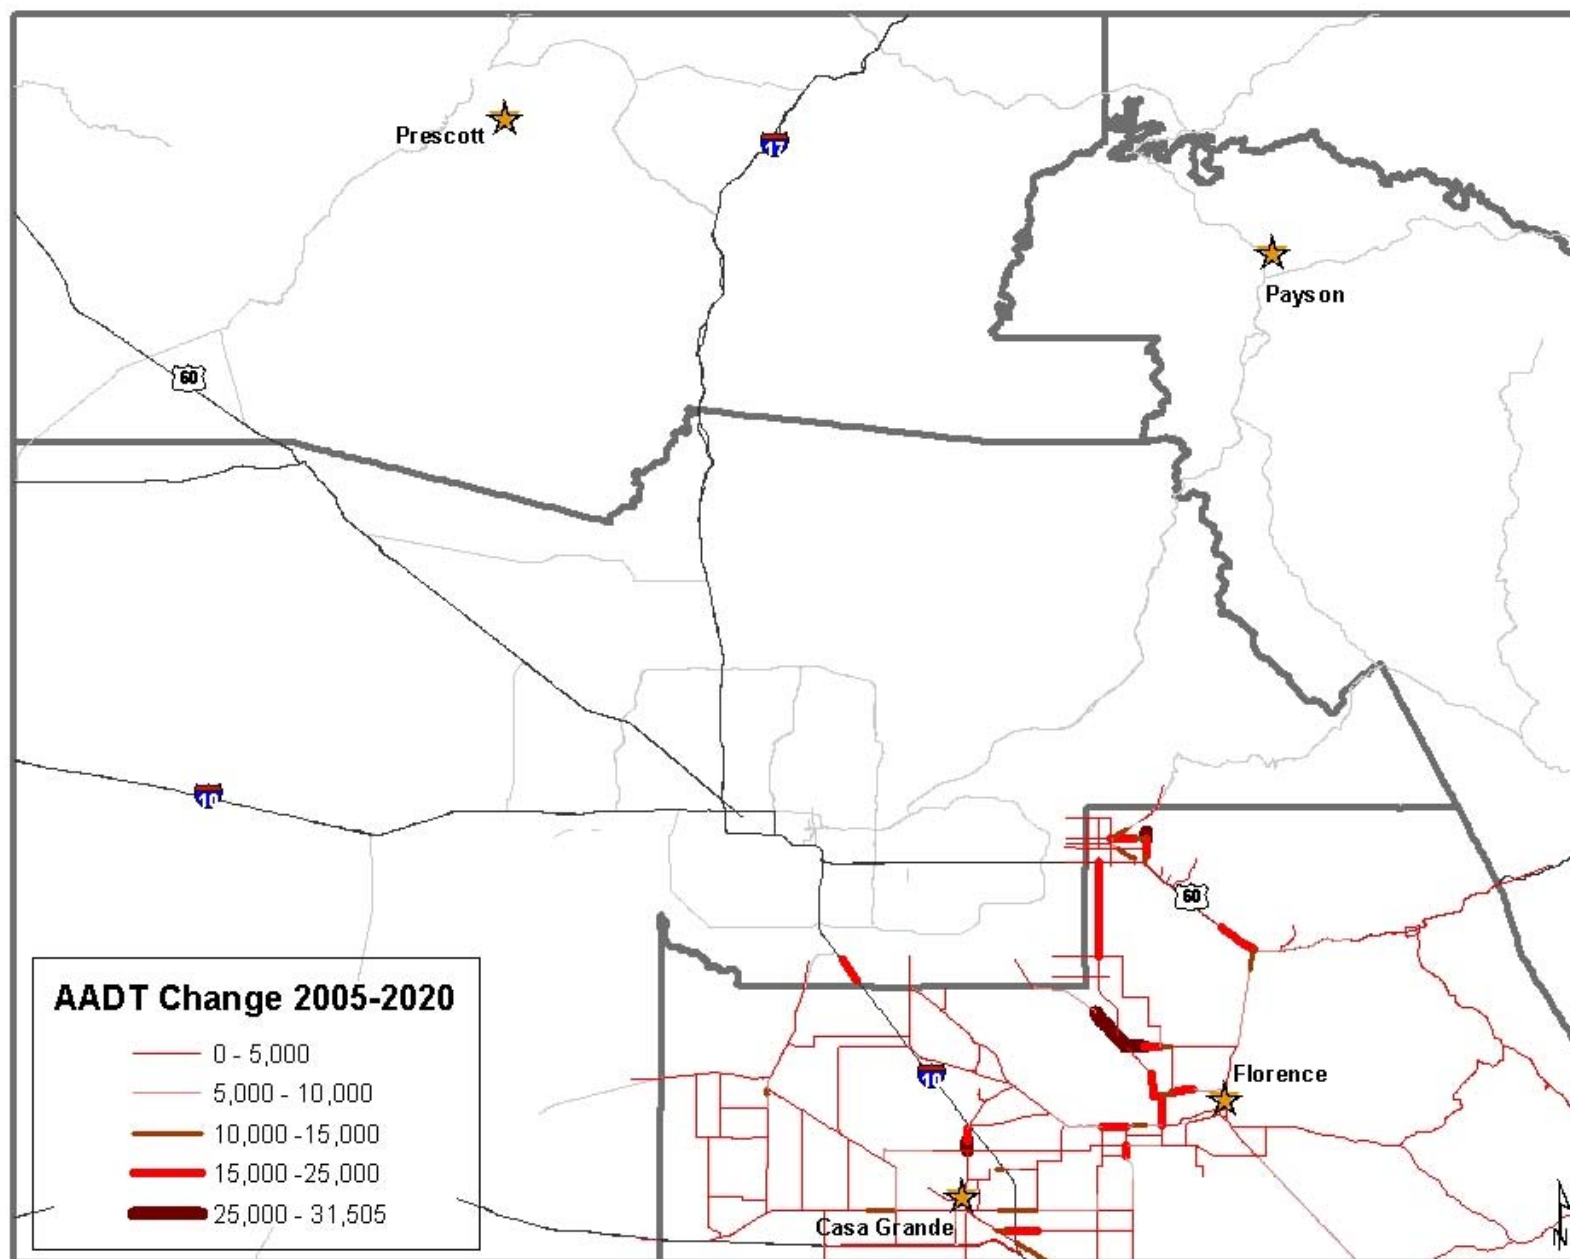 Prescott
17
Payson
60
10
60
AADT Change 2005-2020
0 - 5,000
5,000 - 10,000
10,000 -15,000
15,000 -25,000
25,000 - 31,505
10
Florence
Casa Grande
N